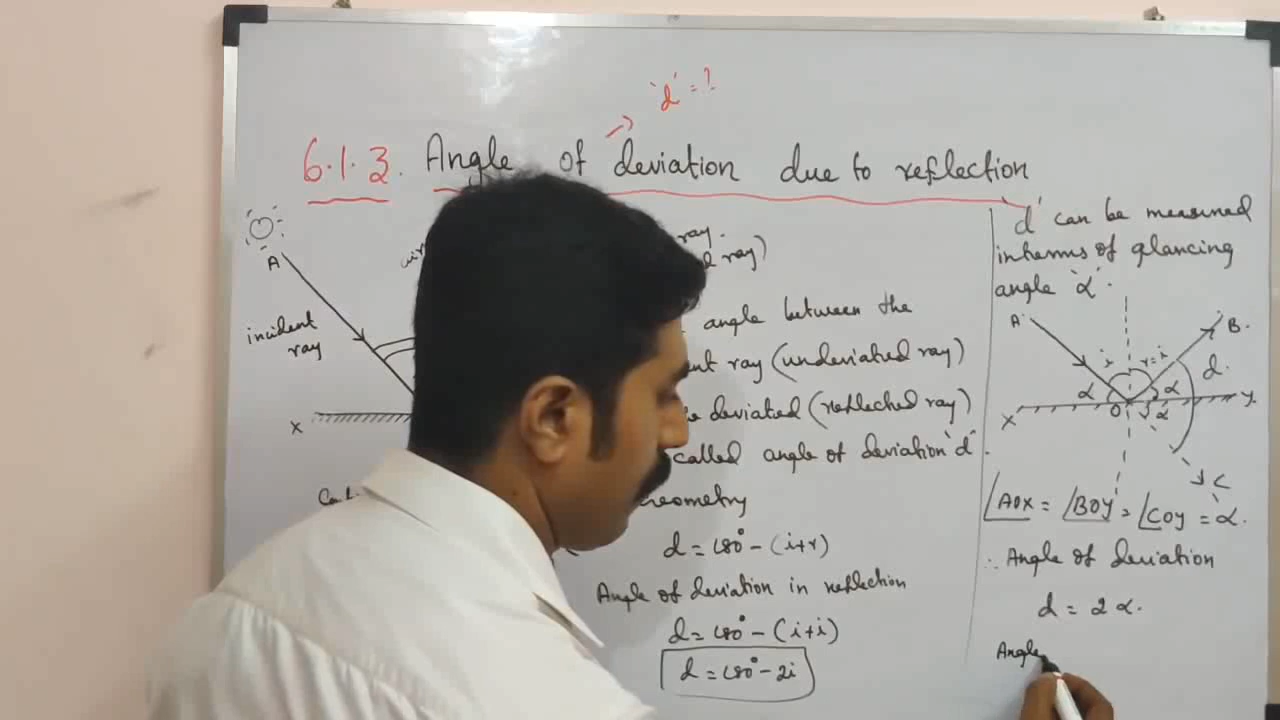 'd' = ?
6.1.2. Angle of deviation due to reflection
A
incident
ray
X
ray.
ray)
angle between the
ray (undeviated ray)
deviated (reflected ray)
called angle of deviation 'd'.
Geometry
d = 180° - (i+r)
Angle of deviation in reflection
d = 180° - (i+i)
d = 180° - 2i
'd' can be measured
interms of glancing
angle 'α'.
A
B.
i
r=i
d.
α
α
X
O
α
Y
C
∠AOX = ∠BOY = ∠COY = α.
∴ Angle of deviation
d = 2α.
Angle